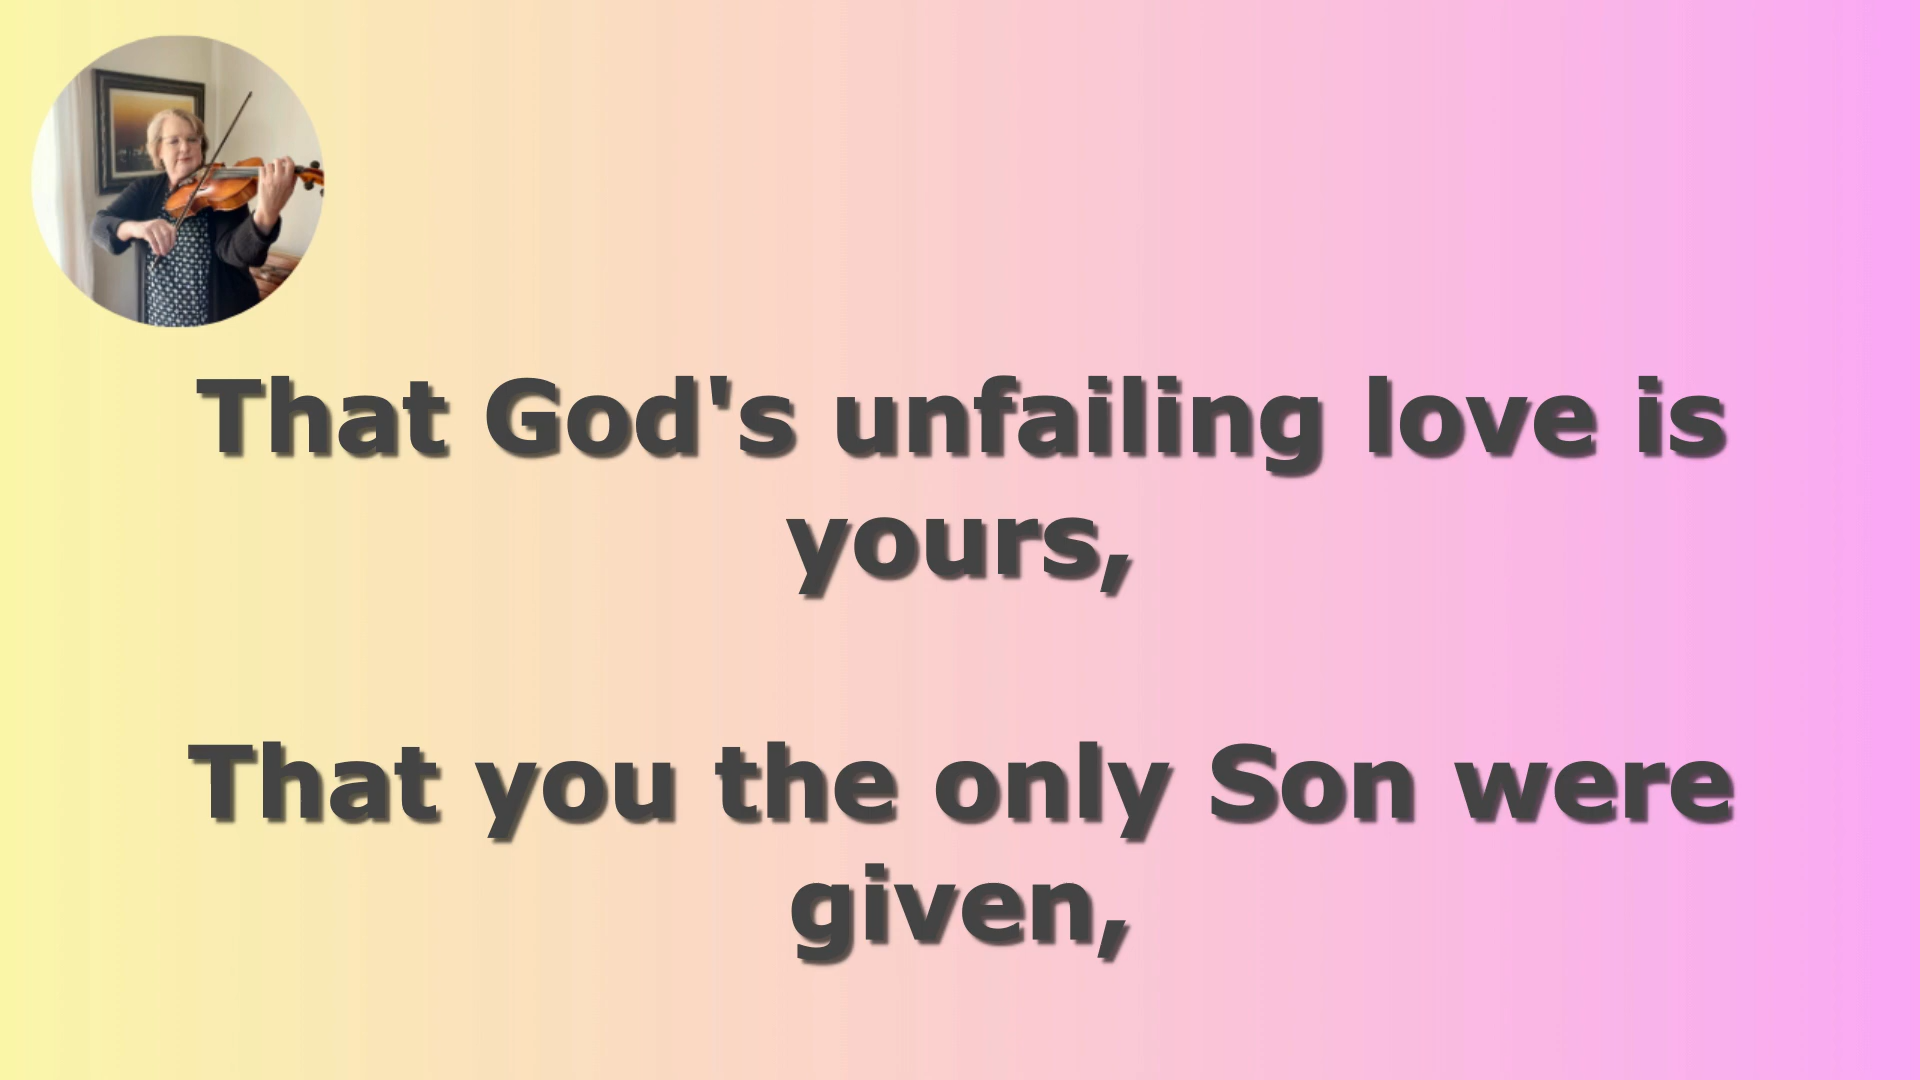 That God's unfailing love is
yours,
That you the only Son were
given,